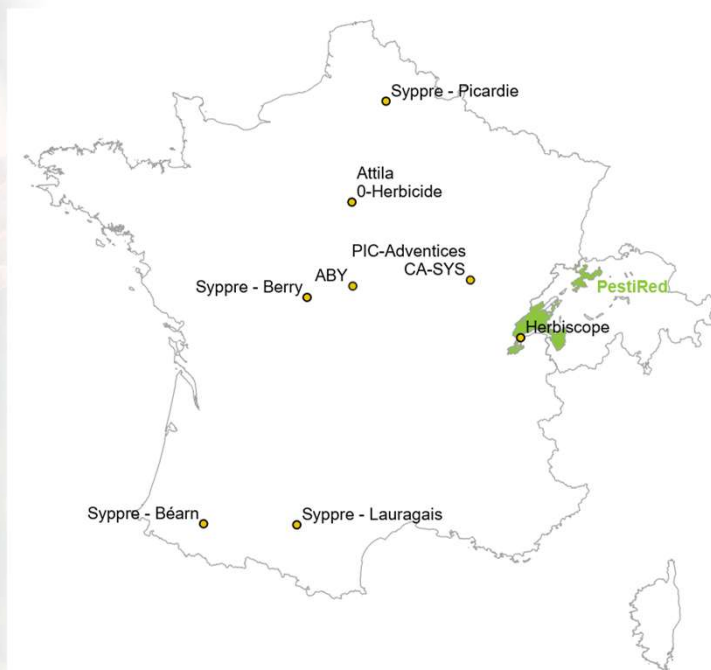 Syppre - Picardie
Attila
0-Herbicide
PIC-Adventices
CA-SYS
ABY
Syppre - Berry
PestiRed
Herbiscope
Syppre - Béarn
Syppre - Lauragais